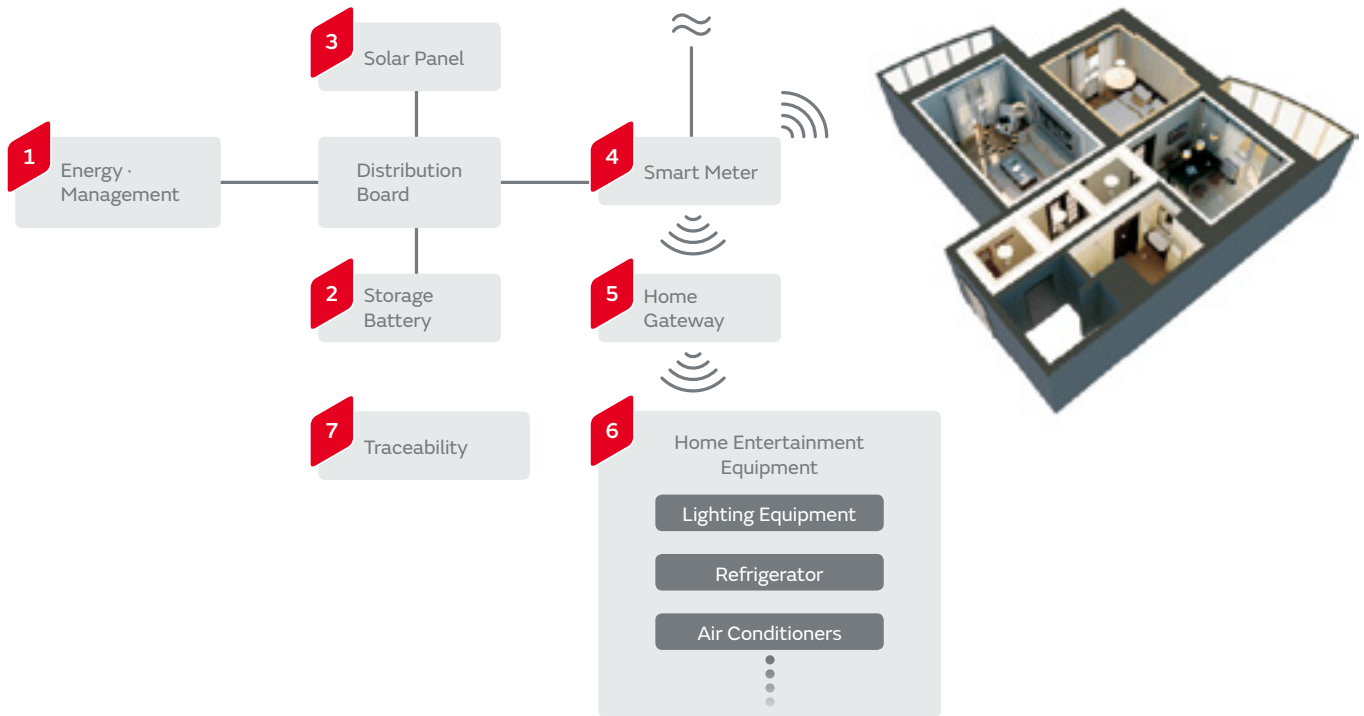 3
Solar Panel
1
Energy ·
Management
Distribution
Board
4
Smart Meter
2
Storage
Battery
5
Home
Gateway
7
Traceability
6
Home Entertainment
Equipment
Lighting Equipment
Refrigerator
Air Conditioners